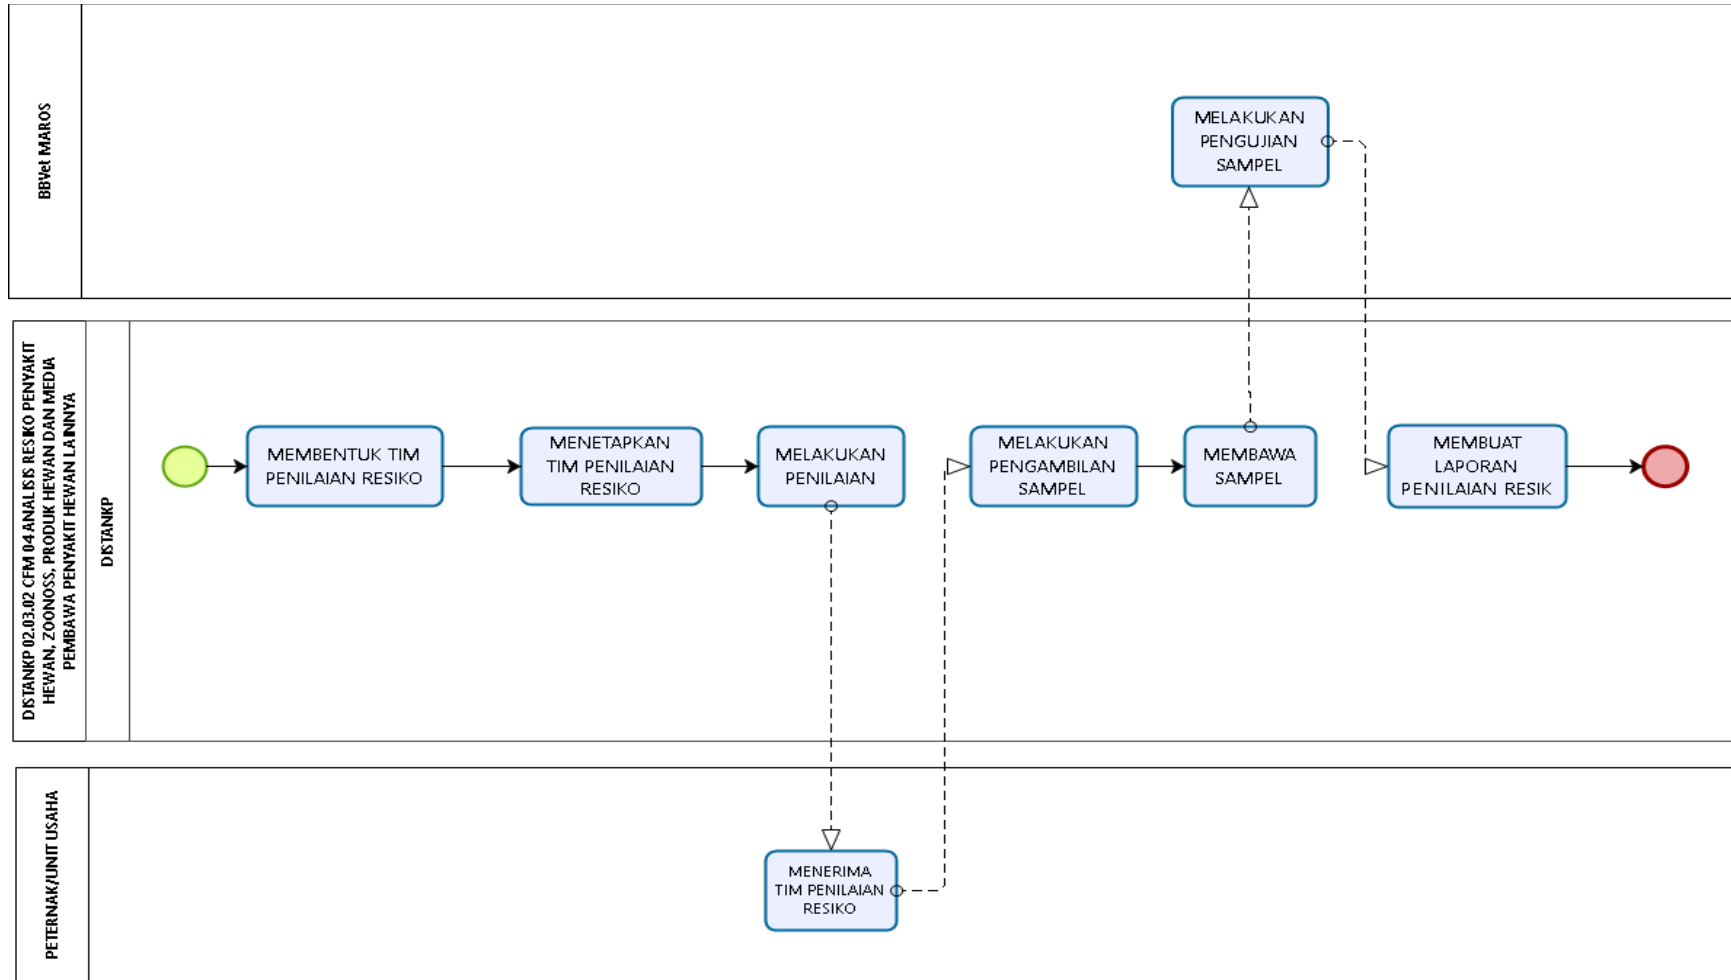 BBVet MAROS
MELAKUKAN
PENGUJIAN
SAMPEL
DISTANKP 02.03.02 CFM 04 ANALISIS RESIKO PENYAKIT
HEWAN, ZOONOSS, PRODUK HEWAN DAN MEDIA
PEMBAWA PENYAKIT HEWAN LAINNYA
DISTANKP
MEMBENTUK TIM
PENILAIAN RESIKO
MENETAPKAN
TIM PENILAIAN
RESIKO
MELAKUKAN
PENILAIAN
MELAKUKAN
PENGAMBILAN
SAMPEL
MEMBAWA
SAMPEL
MEMBUAT
LAPORAN
PENILAIAN RESIK
PETERNAK/UNIT USAHA
MENERIMA
TIM PENILAIAN
RESIKO